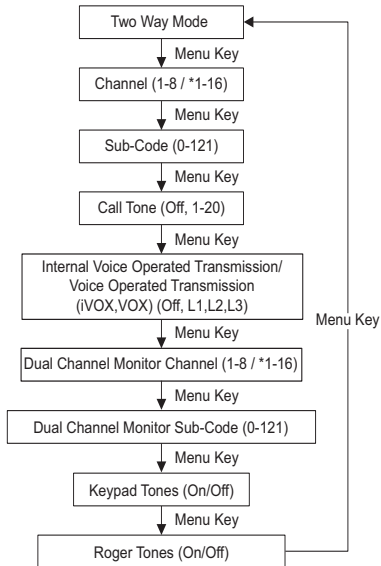 Two Way Mode
Menu Key
Channel (1-8 / *1-16)
Menu Key
Sub-Code (0-121)
Menu Key
Call Tone (Off, 1-20)
Menu Key
Internal Voice Operated Transmission/
Voice Operated Transmission
(iVOX,VOX) (Off, L1,L2,L3)
Menu Key
Menu Key
Dual Channel Monitor Channel (1-8 / *1-16)
Menu Key
Dual Channel Monitor Sub-Code (0-121)
Menu Key
Keypad Tones (On/Off)
Menu Key
Roger Tones (On/Off)